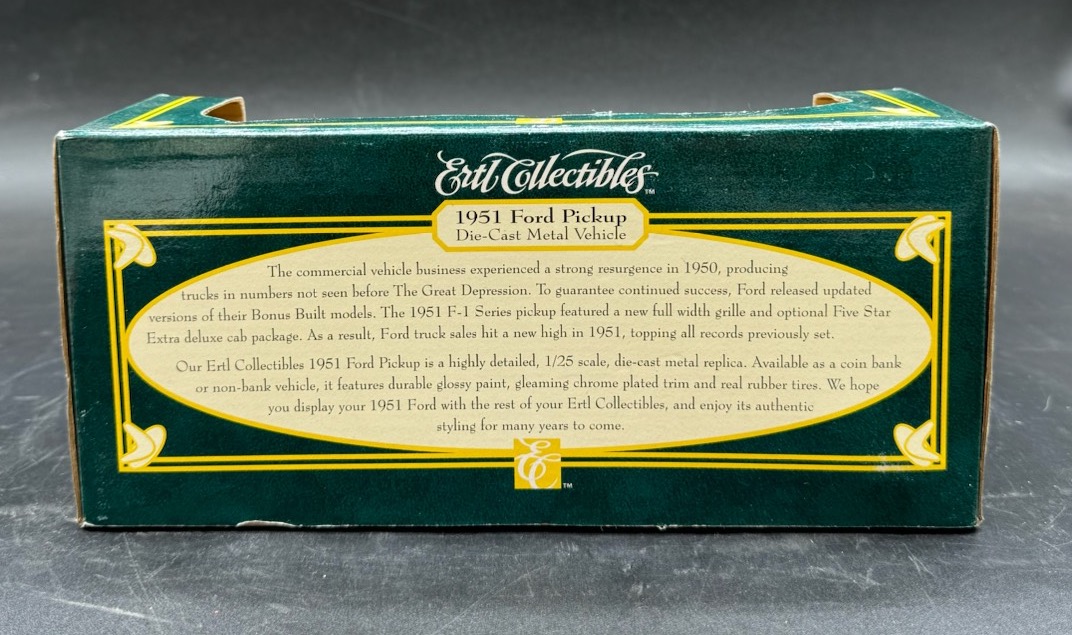 Ertl Collectibles™
1951 Ford Pickup
Die-Cast Metal Vehicle
The commercial vehicle business experienced a strong resurgence in 1950, producing
trucks in numbers not seen before The Great Depression. To guarantee continued success, Ford released updated
versions of their Bonus Built models. The 1951 F-1 Series pickup featured a new full width grille and optional Five Star
Extra deluxe cab package. As a result, Ford truck sales hit a new high in 1951, topping all records previously set.
Our Ertl Collectibles 1951 Ford Pickup is a highly detailed, 1/25 scale, die-cast metal replica. Available as a coin bank
or non-bank vehicle, it features durable glossy paint, gleaming chrome plated trim and real rubber tires. We hope
you display your 1951 Ford with the rest of your Ertl Collectibles, and enjoy its authentic
styling for many years to come.
EC™